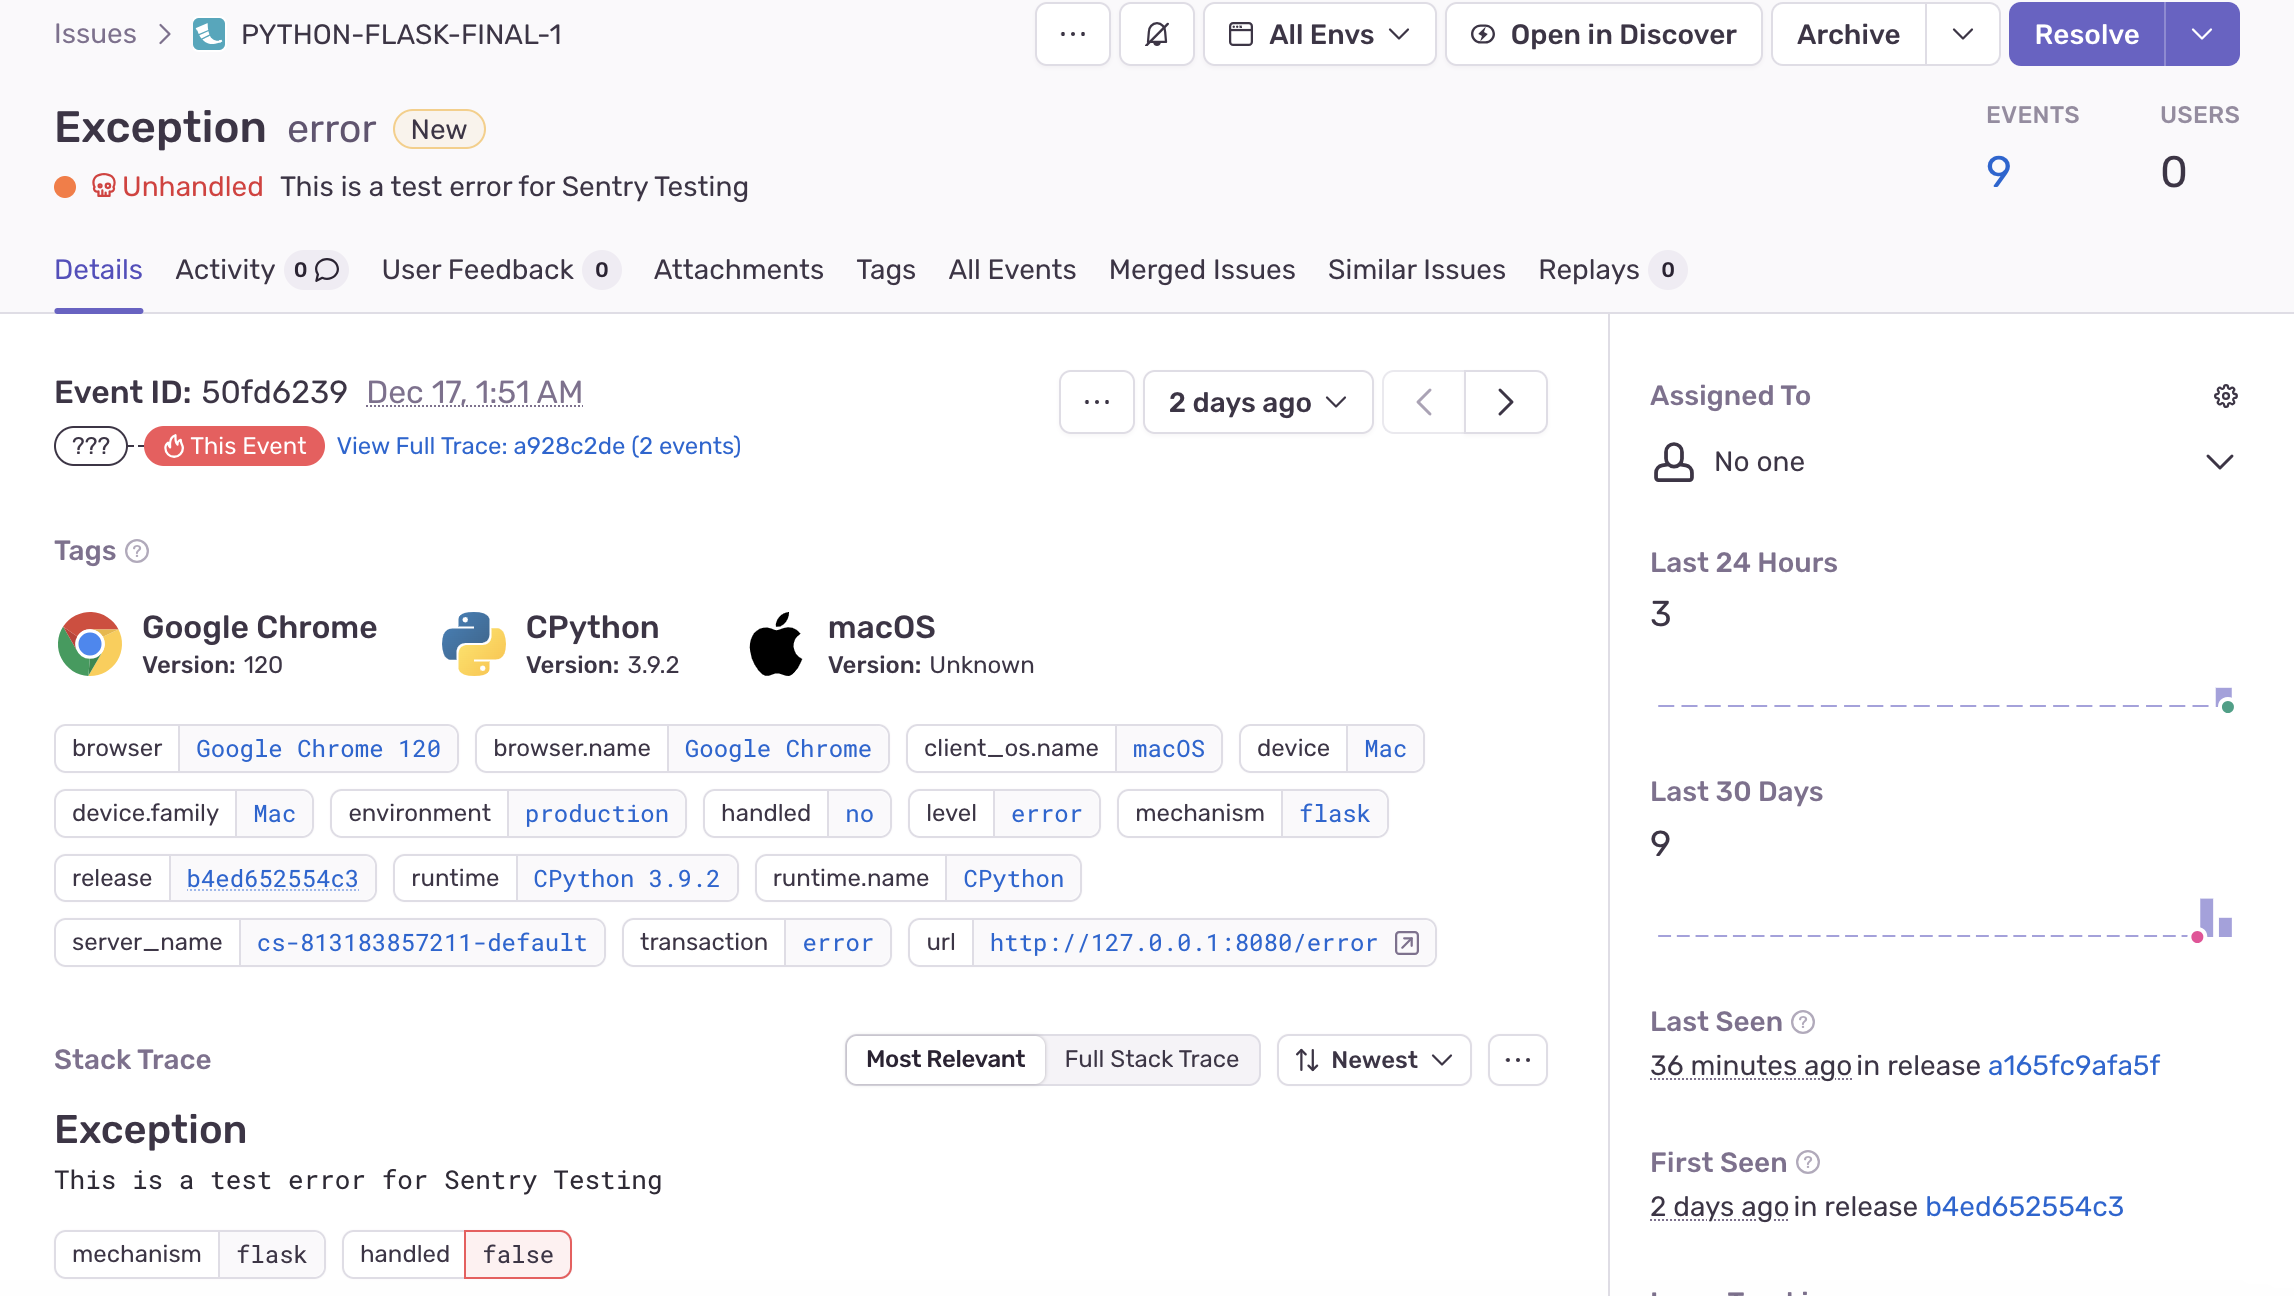 Issues > PYTHON-FLASK-FINAL-1
... All Envs Open in Discover Archive Resolve
Exception error New
EVENTS USERS
9 0
Unhandled This is a test error for Sentry Testing
Details Activity 0 User Feedback 0 Attachments Tags All Events Merged Issues Similar Issues Replays 0
Event ID: 50fd6239 Dec 17, 1:51 AM
... 2 days ago
??? This Event View Full Trace: a928c2de (2 events)
Tags ?
Google Chrome
Version: 120
CPython
Version: 3.9.2
macOS
Version: Unknown
browser Google Chrome 120 browser.name Google Chrome client_os.name macOS device Mac
device.family Mac environment production handled no level error mechanism flask
release b4ed652554c3 runtime CPython 3.9.2 runtime.name CPython
server_name cs-813183857211-default transaction error url http://127.0.0.1:8080/error
Stack Trace
Most Relevant Full Stack Trace Newest ...
Exception
This is a test error for Sentry Testing
mechanism flask handled false
Assigned To
No one
Last 24 Hours
3
Last 30 Days
9
Last Seen ?
36 minutes ago in release a165fc9afa5f
First Seen ?
2 days ago in release b4ed652554c3